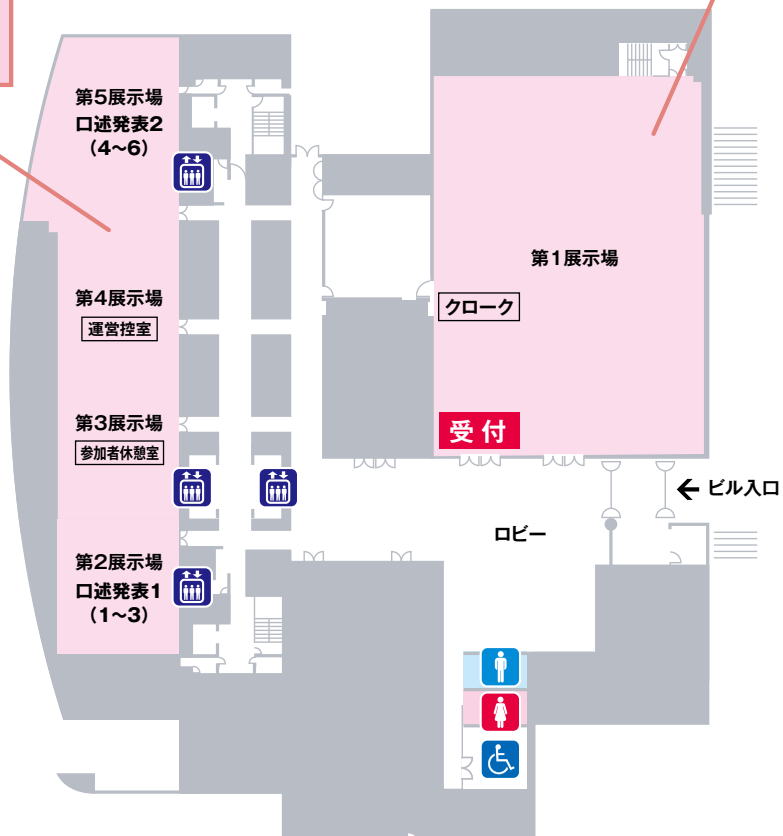 第5展示場
口述発表2
（4〜6）
第1展示場
第4展示場
運営控室
クローク
第3展示場
参加者休憩室
受付
ビル入口
ロビー
第2展示場
口述発表1
（1〜3）